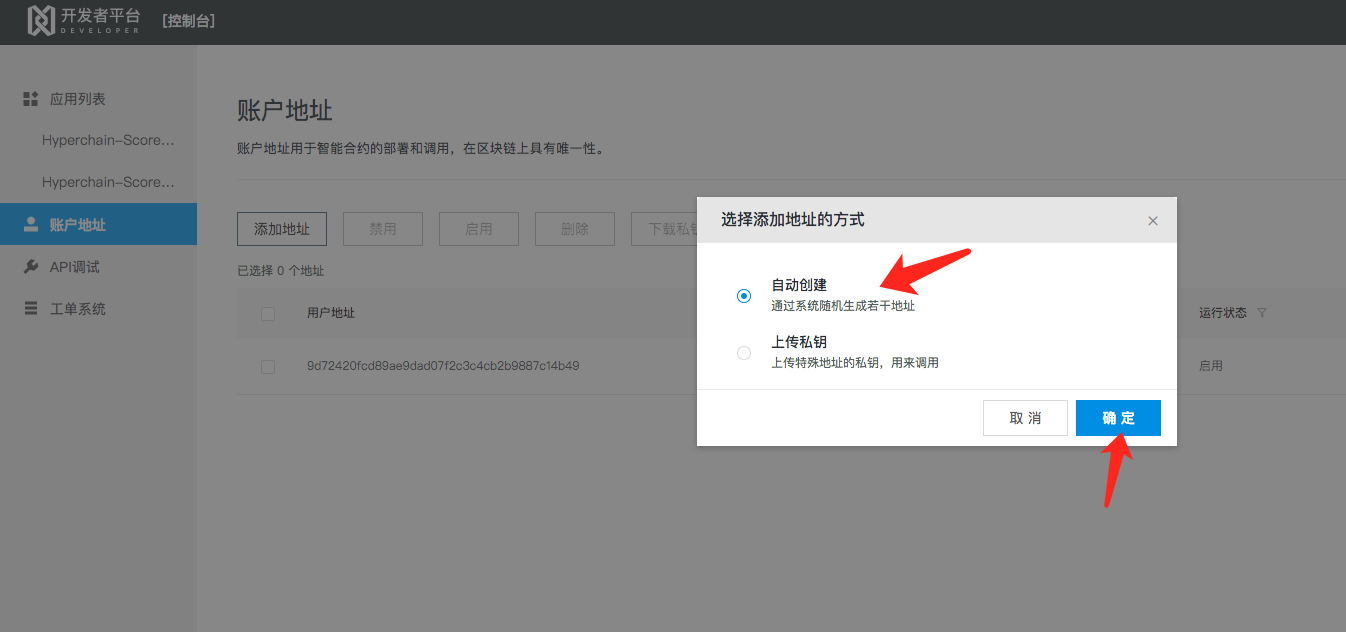 开发者平台
DEVELOPER
[控制台]
应用列表
Hyperchain-Score...
Hyperchain-Score...
账户地址
API调试
工单系统
账户地址
账户地址用于智能合约的部署和调用，在区块链上具有唯一性。
添加地址
禁用
启用
删除
下载私
已选择 0 个地址
用户地址
运行状态
9d72420fcd89ae9dad07f2c3c4cb2b9887c14b49
启用
选择添加地址的方式
自动创建
通过系统随机生成若干地址
上传私钥
上传特殊地址的私钥，用来调用
取 消
确 定